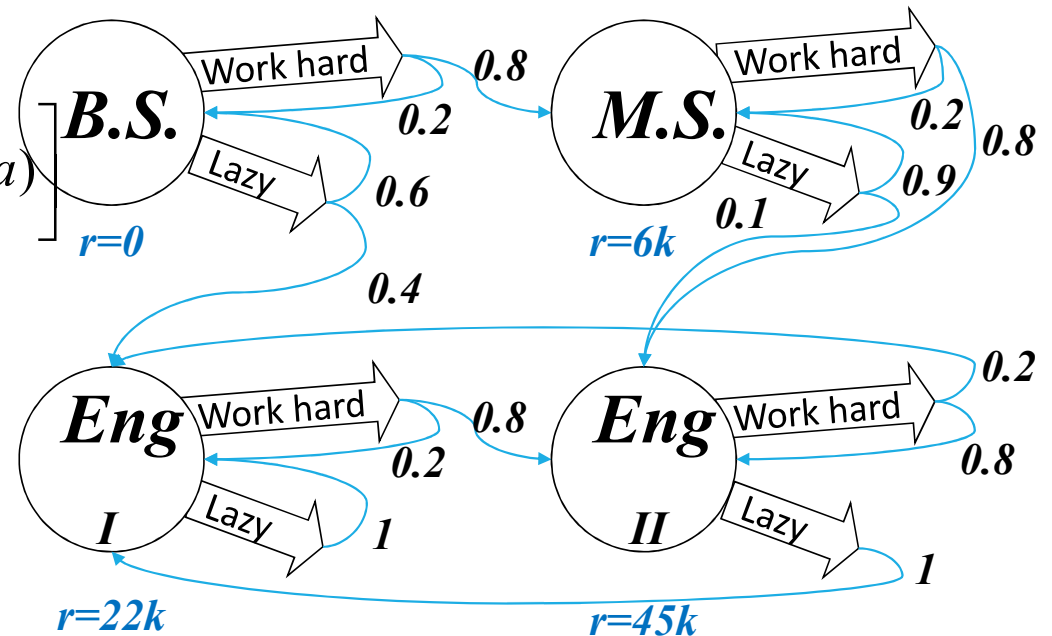 B.S.
Work hard
0.8
0.2
Lazy
0.6
0.4
r=0
a)
M.S.
Work hard
0.2
0.8
Lazy
0.9
0.1
r=6k
Eng
I
Work hard
0.8
0.2
Lazy
1
r=22k
Eng
II
Work hard
0.2
0.8
Lazy
1
r=45k